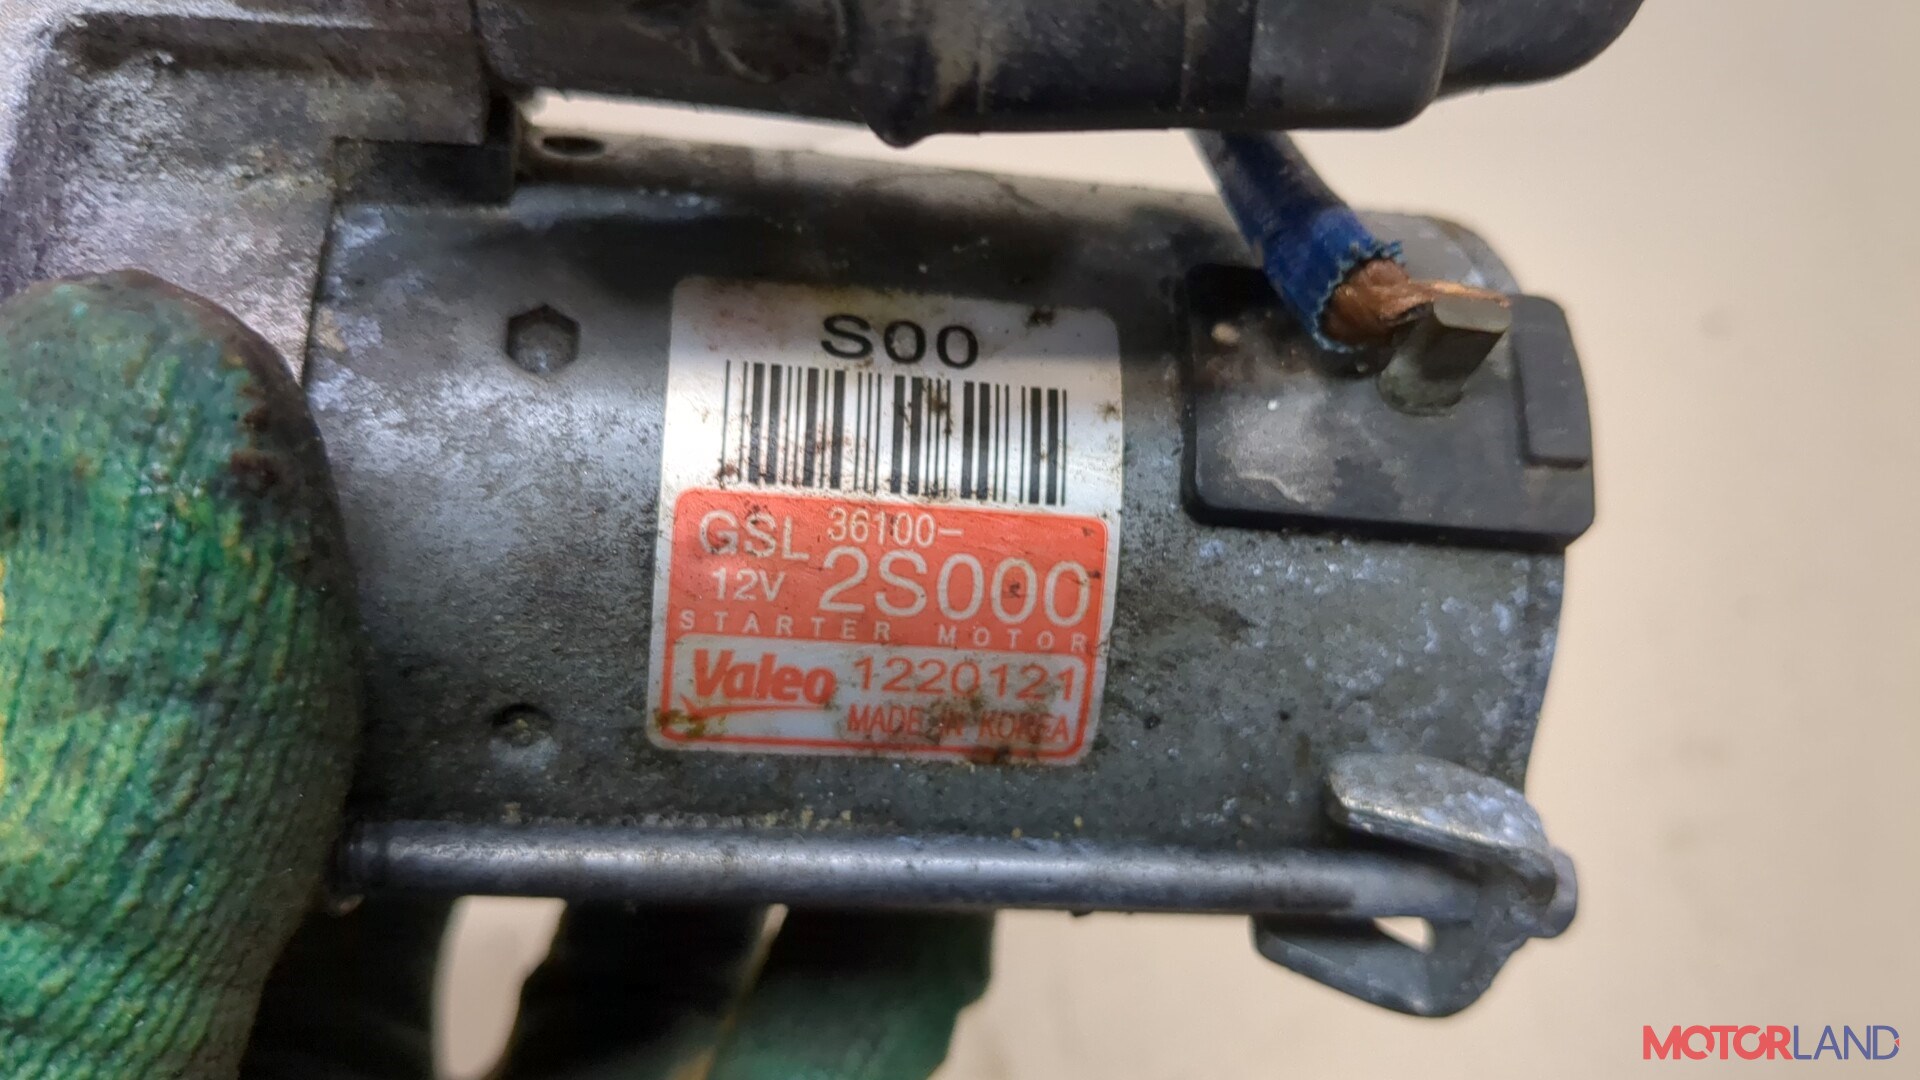 S00
GSL 36100-
12V 2S000
STARTER MOTOR
Valeo 1220121
MADE IN KOREA
MOTORLAND